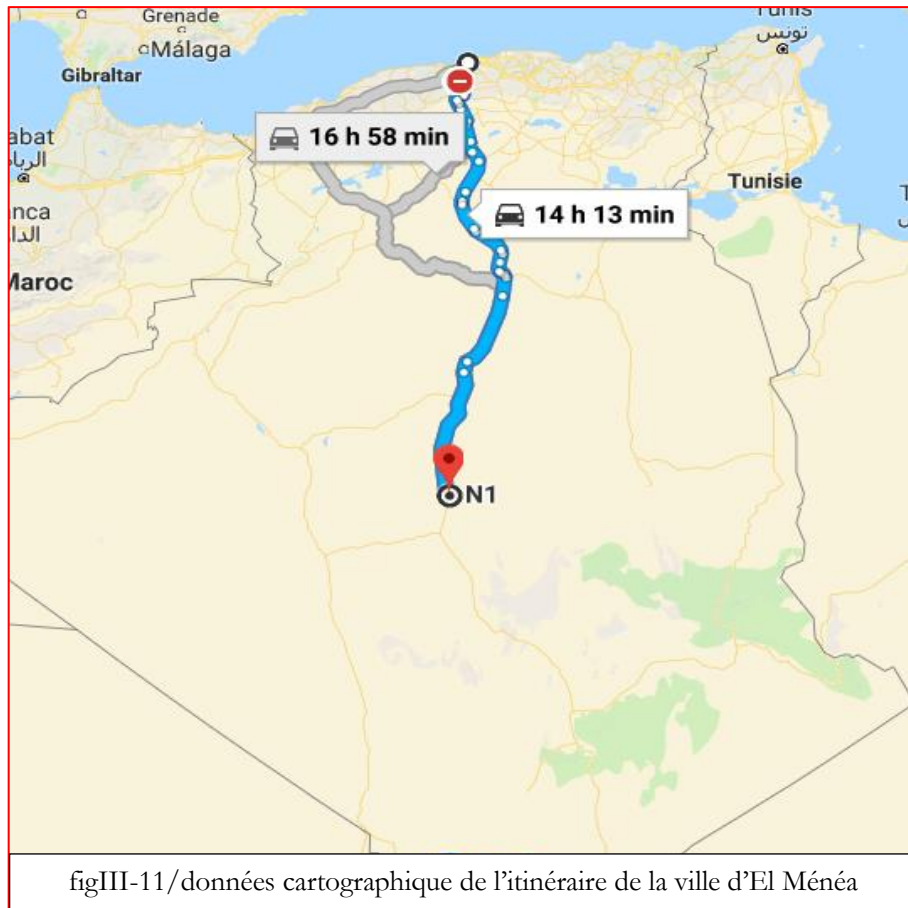 Grenade
Tunis
تونس
Málaga
Gibraltar
16 h 58 min
الرباط
Tunisie
14 h 13 min
Maroc
N1
figIII-11/données cartographique de l'itinéraire de la ville d'El Ménéa